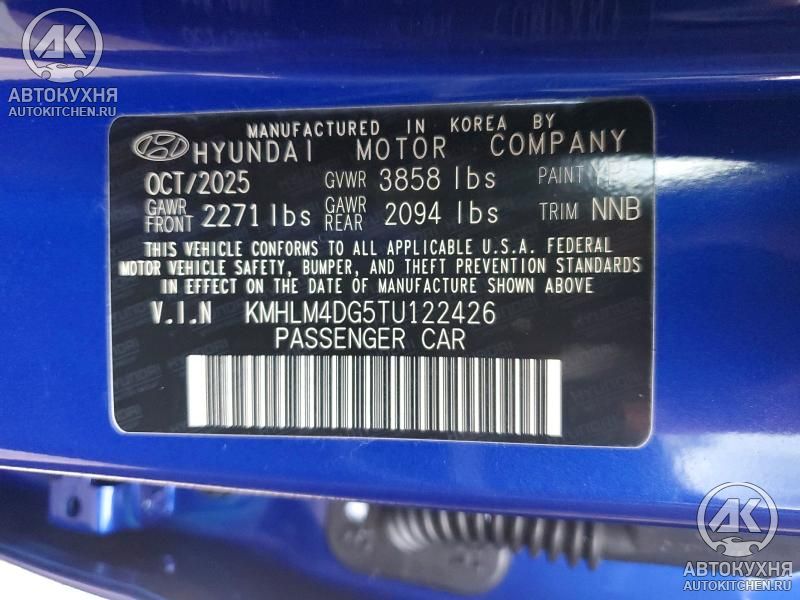 AK
АВТОКУХНЯ
AUTOKITCHEN.RU
MANUFACTURED IN KOREA BY
HYUNDAI MOTOR COMPANY
OCT/2025 GVWR 3858 lbs PAINT
GAWR FRONT 2271 lbs GAWR REAR 2094 lbs TRIM NNB
THIS VEHICLE CONFORMS TO ALL APPLICABLE U.S.A. FEDERAL
MOTOR VEHICLE SAFETY, BUMPER, AND THEFT PREVENTION STANDARDS
IN EFFECT ON THE DATE OF MANUFACTURE SHOWN ABOVE
V.I.N KMHLM4DG5TU122426
PASSENGER CAR
AK
АВТОКУХНЯ
AUTOKITCHEN.RU